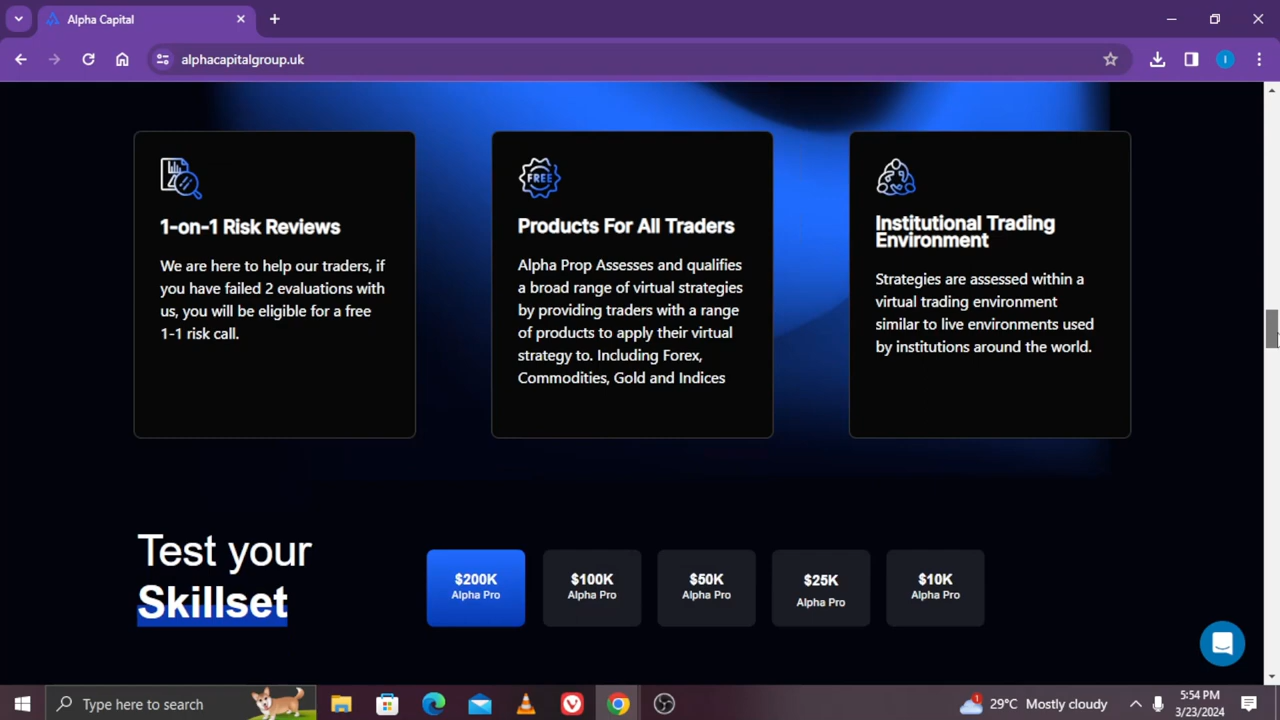 Alpha Capital
alphacapitalgroup.uk
I
1-on-1 Risk Reviews
We are here to help our traders, if
you have failed 2 evaluations with
us, you will be eligible for a free
1-1 risk call.
FREE
Products For All Traders
Alpha Prop Assesses and qualifies
a broad range of virtual strategies
by providing traders with a range
of products to apply their virtual
strategy to. Including Forex,
Commodities, Gold and Indices
Institutional Trading
Environment
Strategies are assessed within a
virtual trading environment
similar to live environments used
by institutions around the world.
Test your
Skillset
$200K
Alpha Pro
$100K
Alpha Pro
$50K
Alpha Pro
$25K
Alpha Pro
$10K
Alpha Pro
Type here to search
1
29°C Mostly cloudy
5:54 PM
3/23/2024